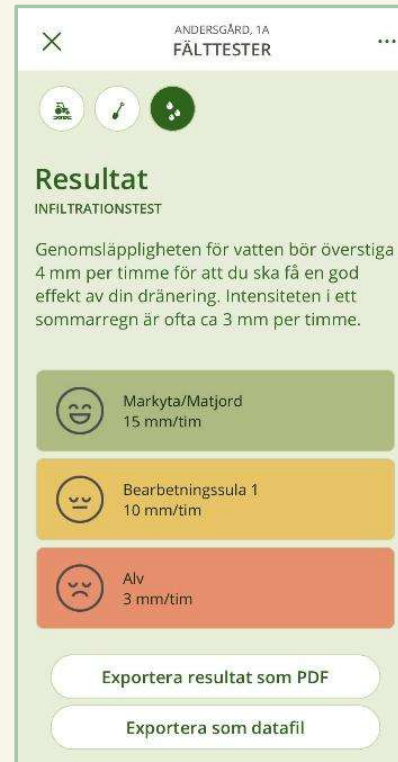 ANDERSGÅRD, 1A
FÄLTTESTER
Resultat
INFILTRATIONSTEST
Genomsläppligheten för vatten bör överstiga
4 mm per timme för att du ska få en god
effekt av din dränering. Intensiteten i ett
sommarregn är ofta ca 3 mm per timme.
Markyta/Matjord
15 mm/tim
Bearbetningssula 1
10 mm/tim
Alv
3 mm/tim
Exportera resultat som PDF
Exportera som datafil